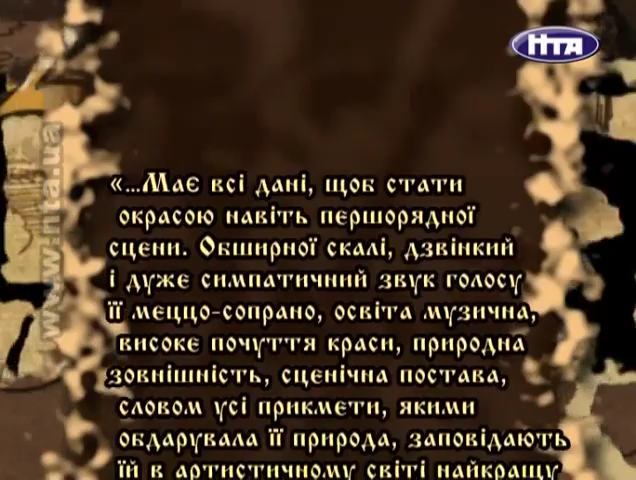 НТА
www.nta.ua
«...Має всі дані, щоб стати
окрасою навіть першорядної
сцени. Обширної скалі, дзвінкий
і дуже симпатичний звук голосу
її меццо-сопрано, освіта музична,
високе почуття краси, природна
зовнішність, сценічна постава,
словом усі прикмети, якими
обдарувала її природа, заповідають
їй в артистичному світі найкращу